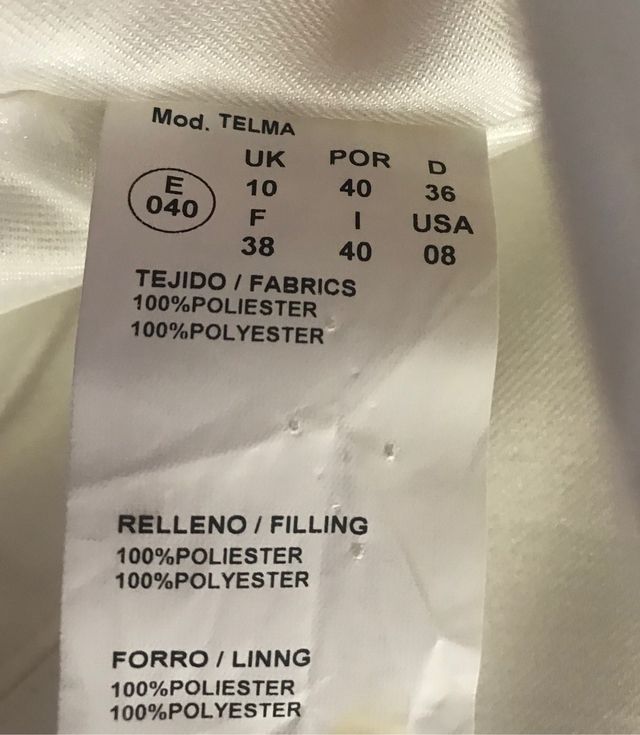 Mod. TELMA
UK POR D
E 10 40 36
040 F I USA
38 40 08
TEJIDO / FABRICS
100%POLIESTER
100%POLYESTER
RELLENO / FILLING
100%POLIESTER
100%POLYESTER
FORRO / LINNG
100%POLIESTER
100%POLYESTER